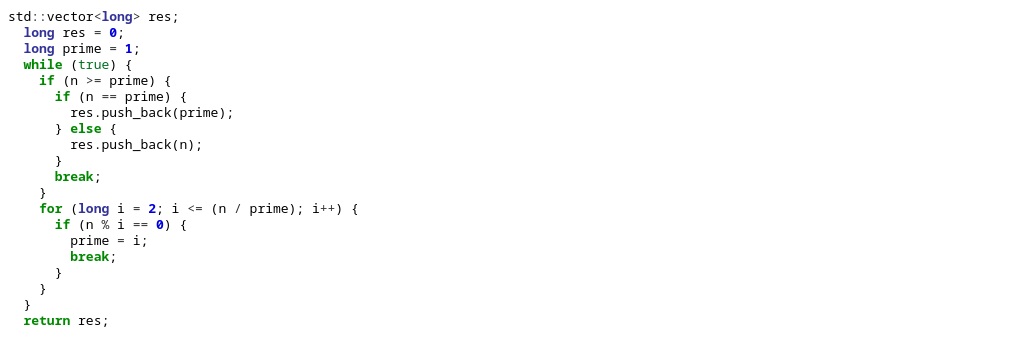 std::vector<long> res;
  long res = 0;
  long prime = 1;
  while (true) {
    if (n >= prime) {
      if (n == prime) {
        res.push_back(prime);
      } else {
        res.push_back(n);
      }
      break;
    }
    for (long i = 2; i <= (n / prime); i++) {
      if (n % i == 0) {
        prime = i;
        break;
      }
    }
  }
  return res;